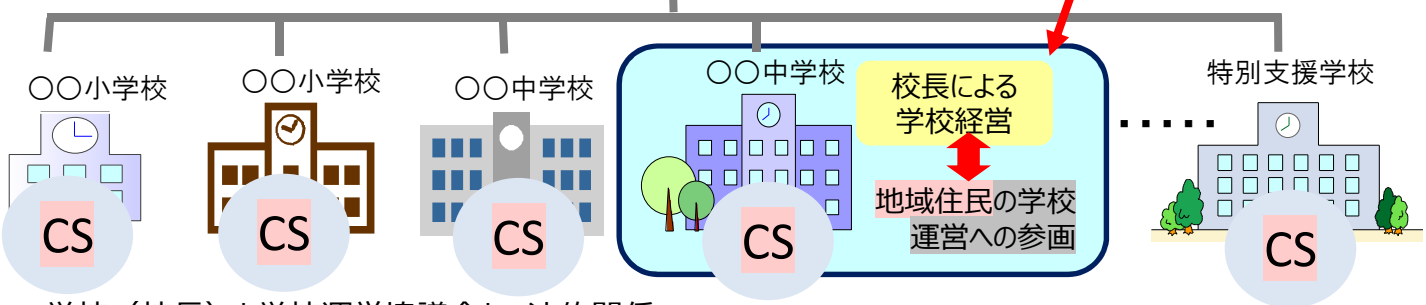 〇〇小学校
〇〇小学校
〇〇中学校
〇〇中学校
校長による
学校経営
特別支援学校
・・・・・
地域住民の学校
運営への参画
CS
CS
CS
CS
CS